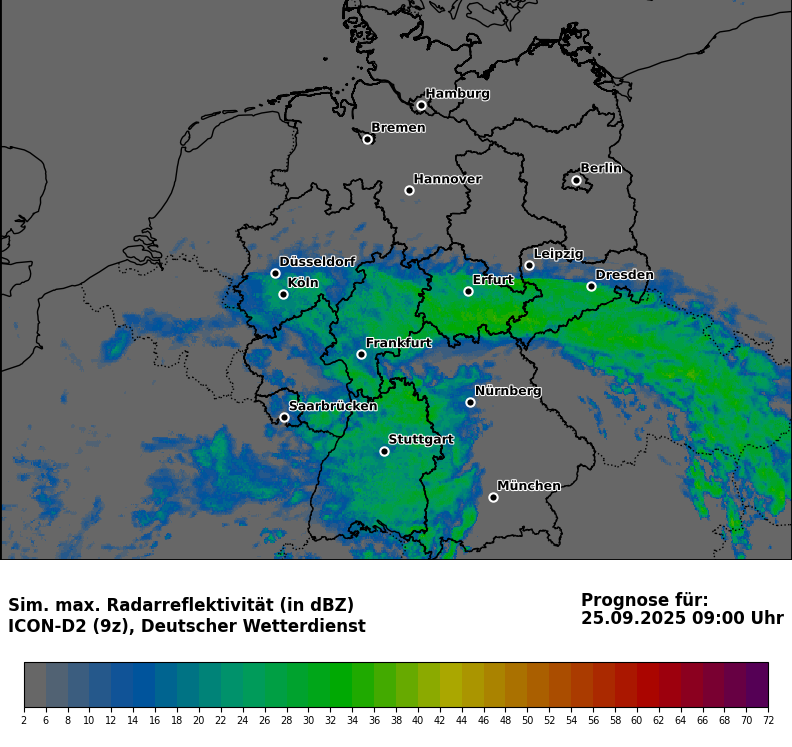 Hamburg
Bremen
Berlin
Hannover
Leipzig
Düsseldorf
Dresden
Köln
Erfurt
Frankfurt
Nürnberg
Saarbrücken
Stuttgart
München
Sim. max. Radarreflektivität (in dBZ)
ICON-D2 (9z), Deutscher Wetterdienst
Prognose für:
25.09.2025 09:00 Uhr
2 6 8 10 12 14 16 18 20 22 24 26 28 30 32 34 36 38 40 42 44 46 48 50 52 54 56 58 60 62 64 66 68 70 72